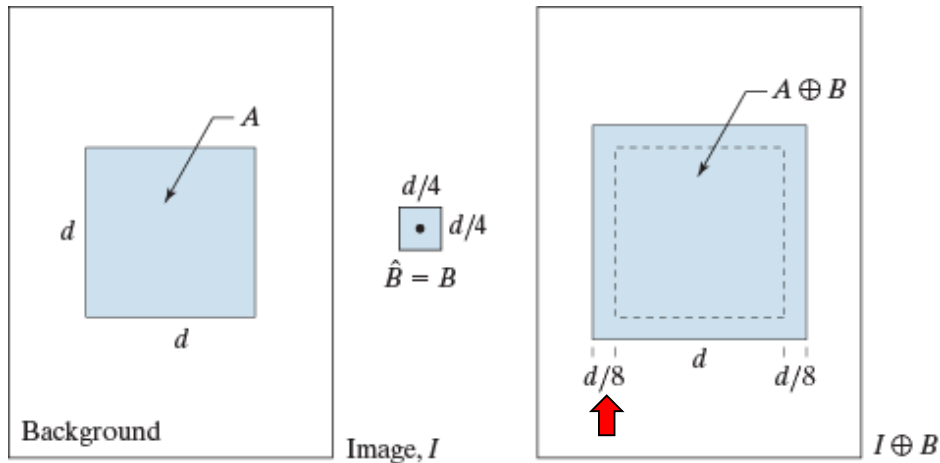 A
d
d
Background
Image, I
d/4
d/4
B̂ = B
A ⊕ B
d
d/8
d/8
I ⊕ B